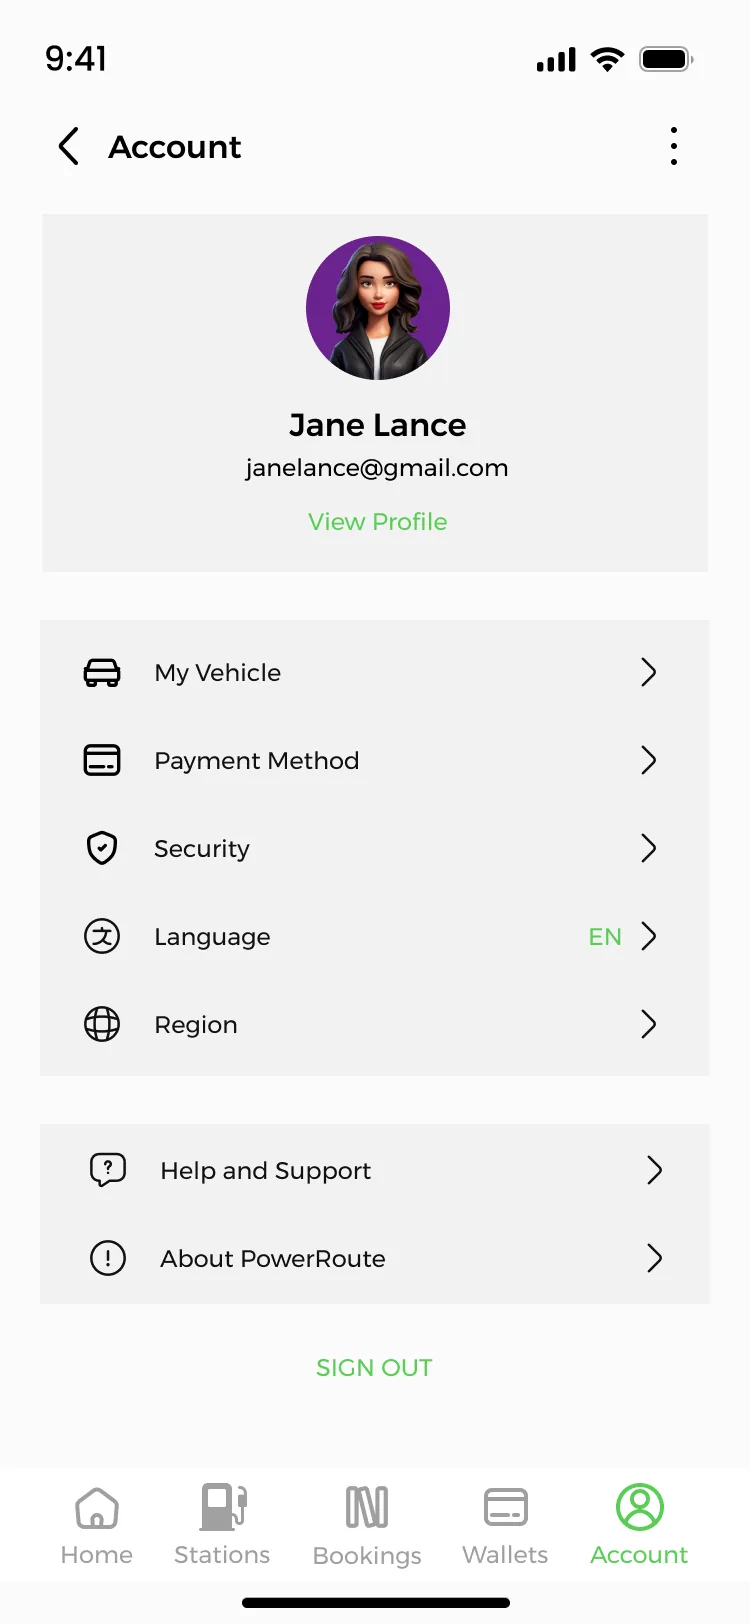 9:41
Account
Jane Lance
janelance@gmail.com
View Profile
My Vehicle
Payment Method
Security
Language EN
Region
Help and Support
About PowerRoute
SIGN OUT
Home Stations Bookings Wallets Account